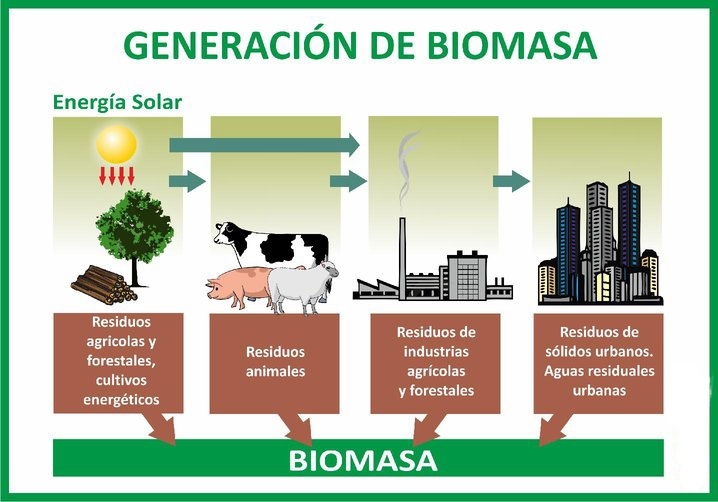 GENERACIÓN DE BIOMASA
Energía Solar
Residuos
agricolas y
forestales,
cultivos
energéticos
Residuos
animales
Residuos de
industrias
agrícolas
y forestales
Residuos de
sólidos urbanos.
Aguas residuales
urbanas
BIOMASA